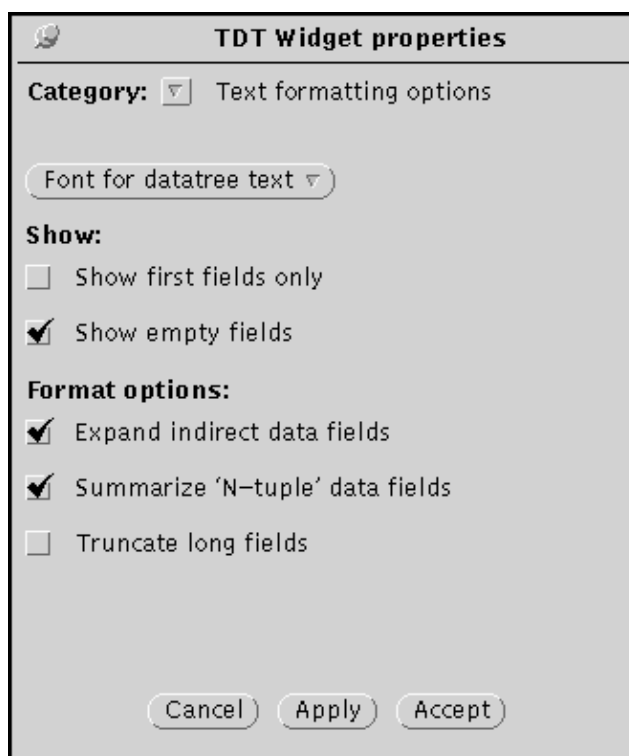 TDT Widget properties
Category: Text formatting options
Font for datatree text
Show:
Show first fields only
Show empty fields
Format options:
Expand indirect data fields
Summarize ‘N−tuple’ data fields
Truncate long fields
Cancel Apply Accept